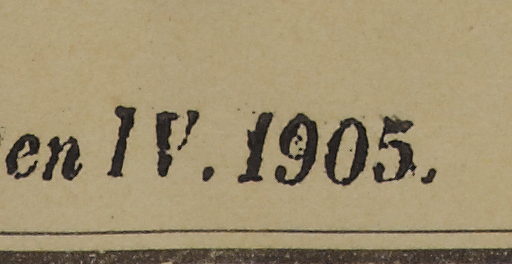 en IV. 1905.